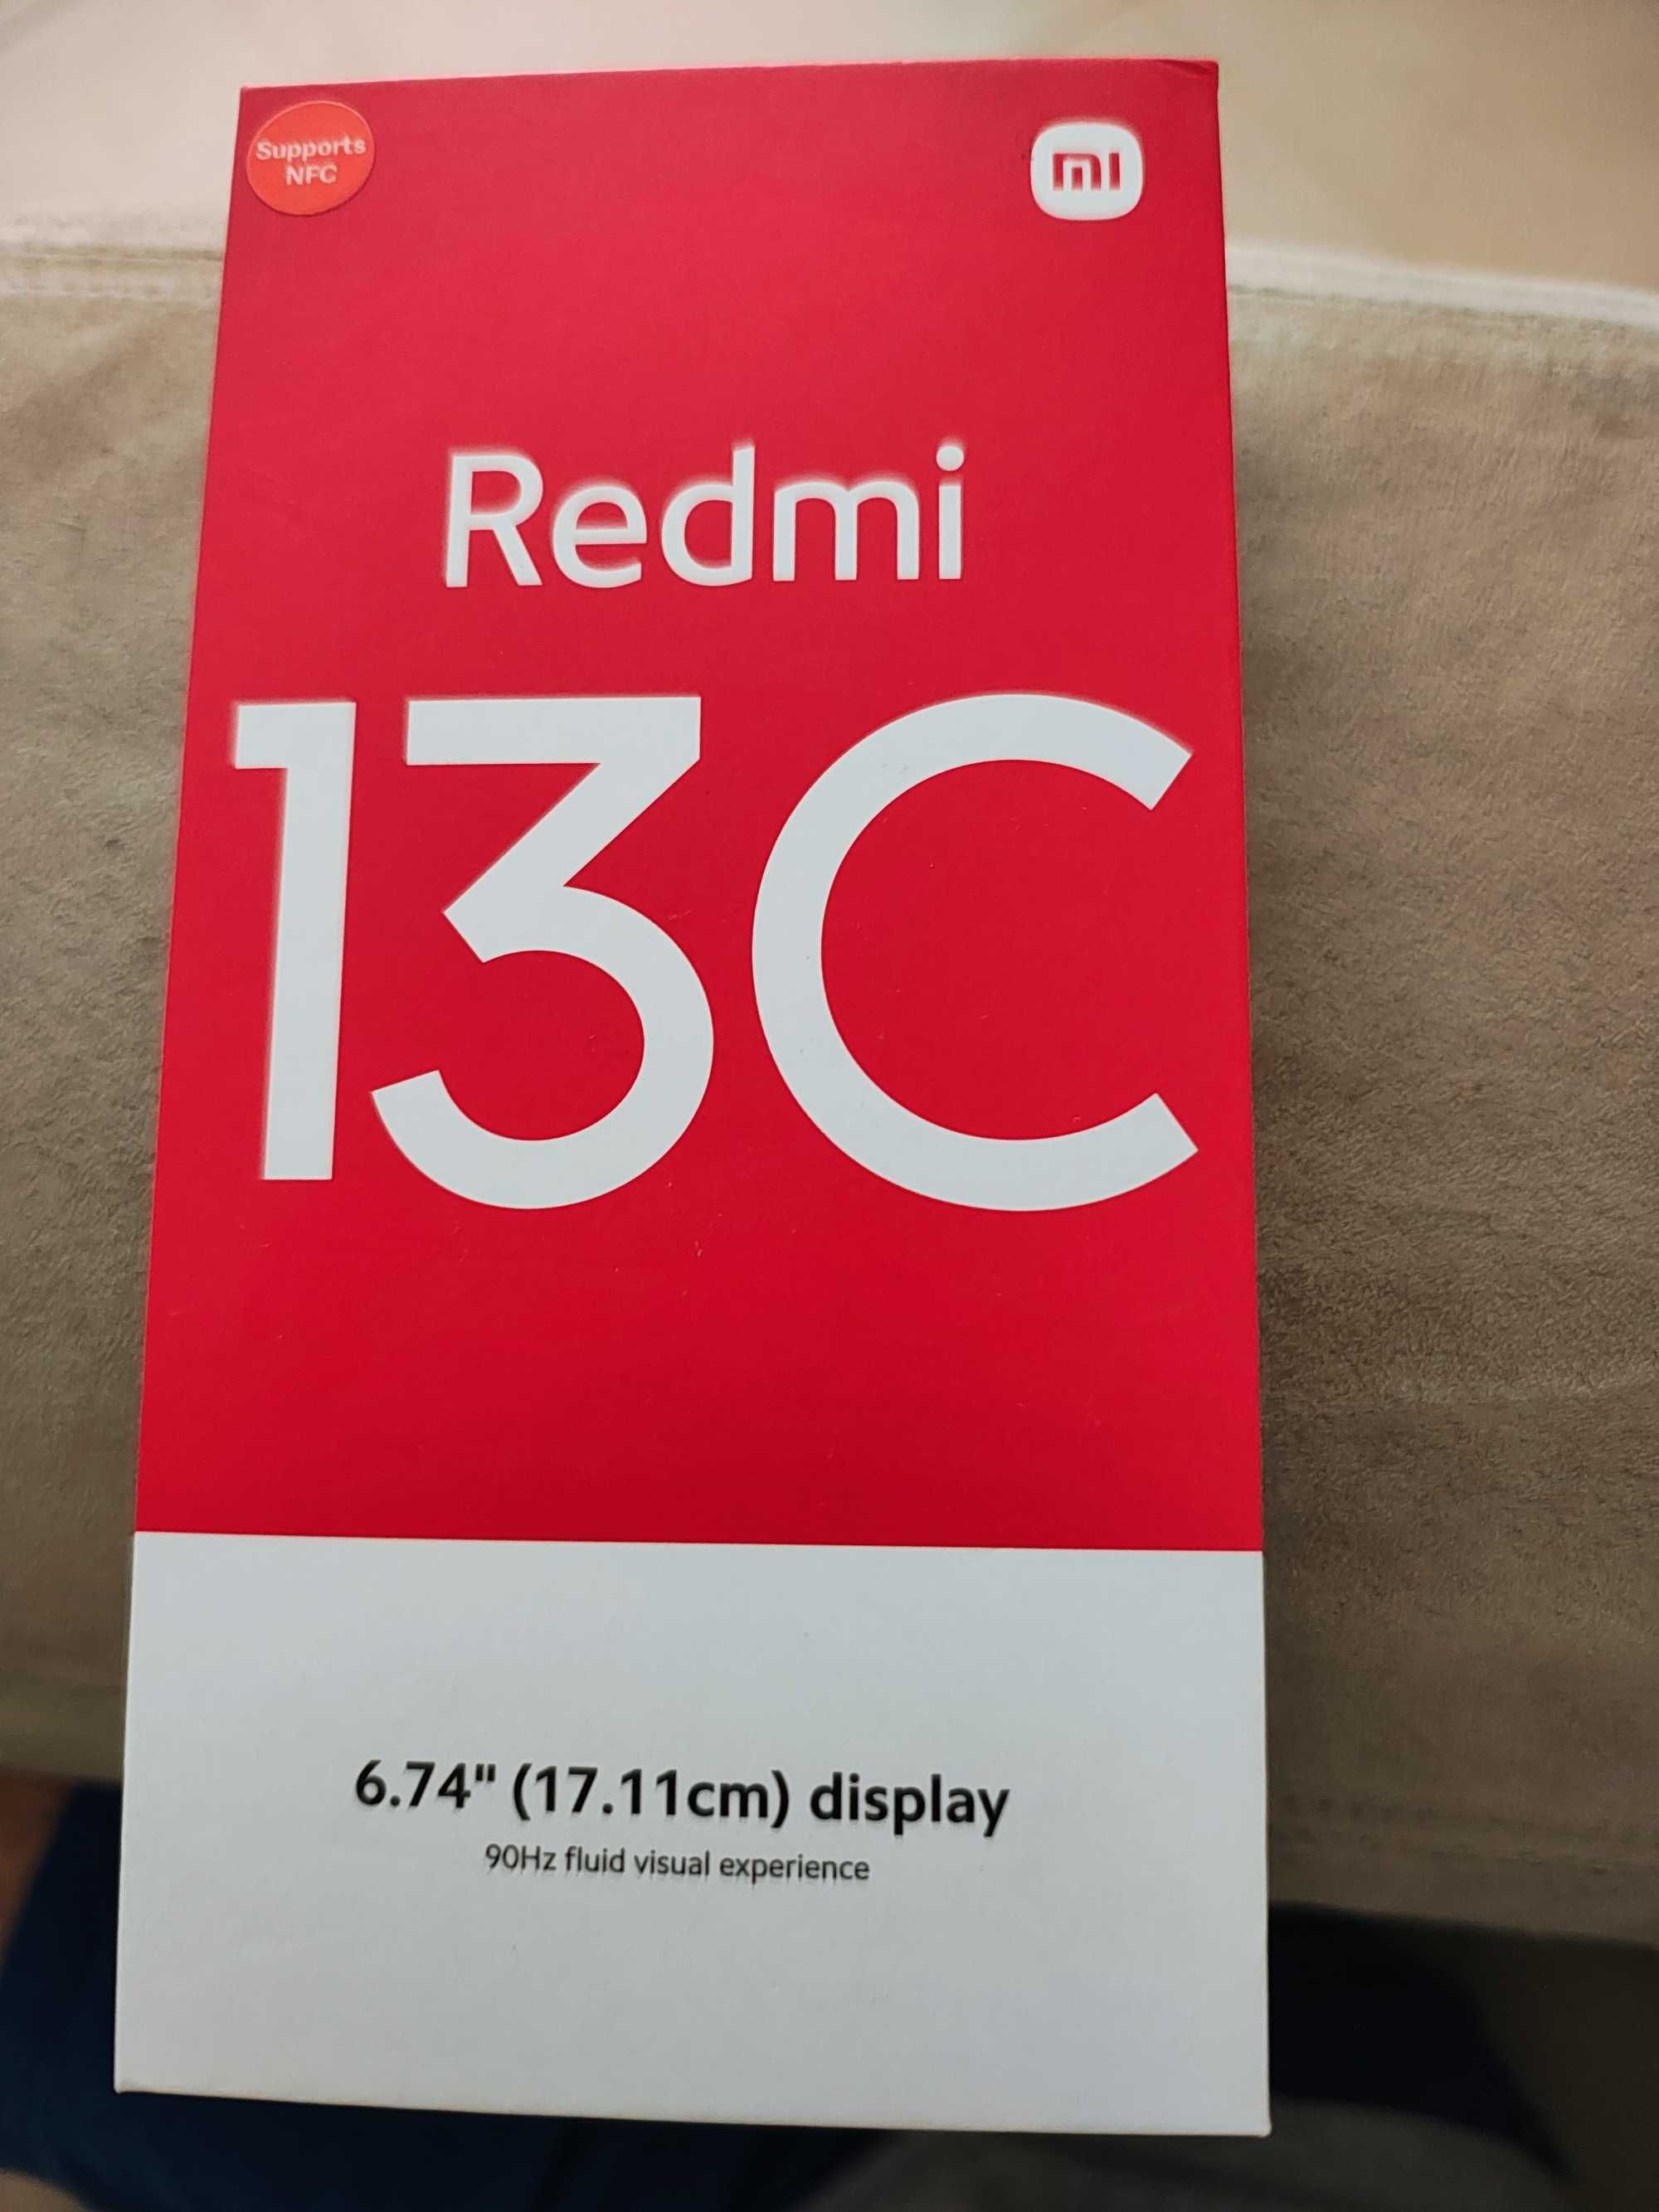 Supports
NFC
mi
Redmi
13C
6.74" (17.11cm) display
90Hz fluid visual experience